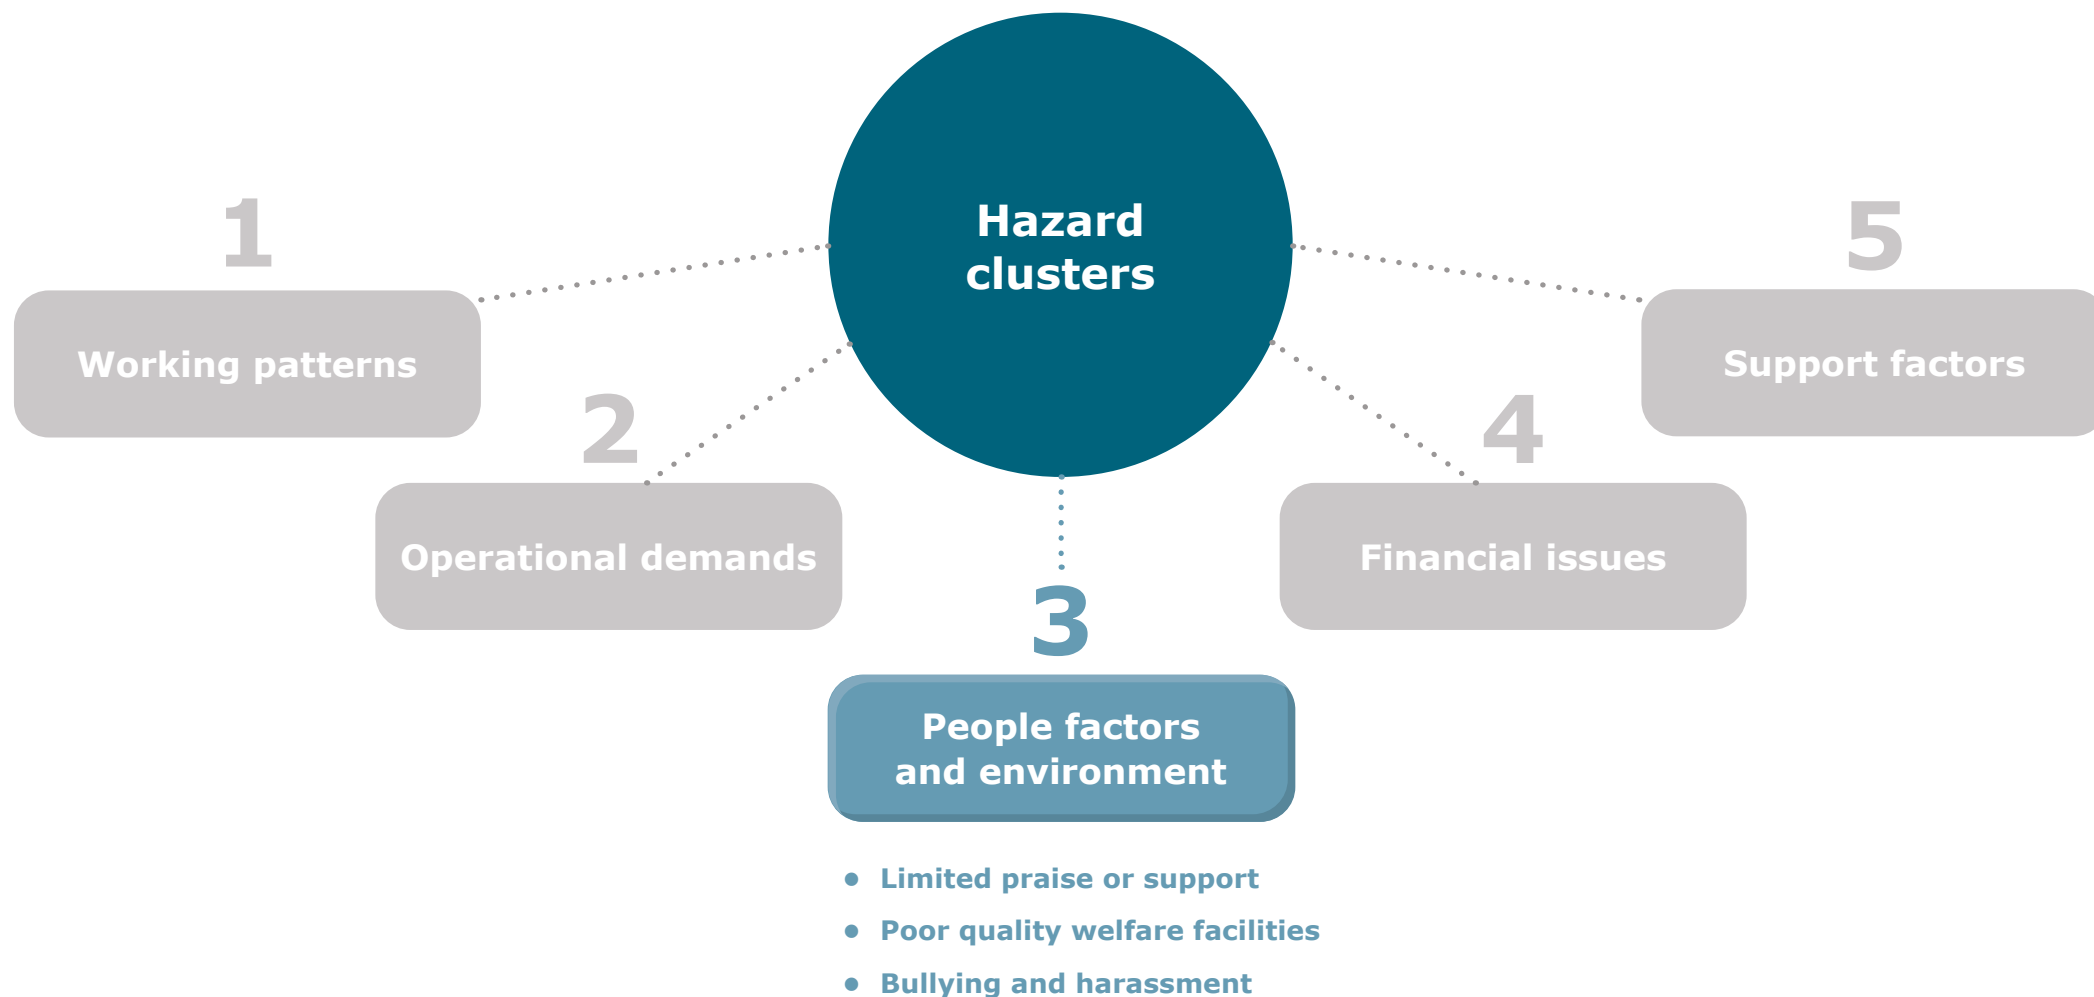 Hazard
clusters
1
Working patterns
2
Operational demands
3
People factors
and environment
• Limited praise or support
• Poor quality welfare facilities
• Bullying and harassment
4
Financial issues
5
Support factors